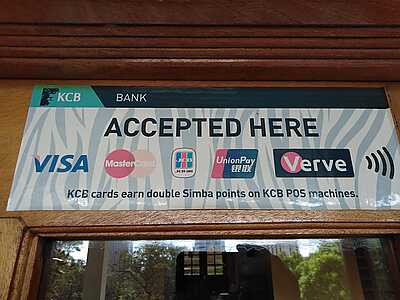 KCB BANK
ACCEPTED HERE
VISA MasterCard JCB UnionPay 银联 Verve
KCB cards earn double Simba points on KCB POS machines.